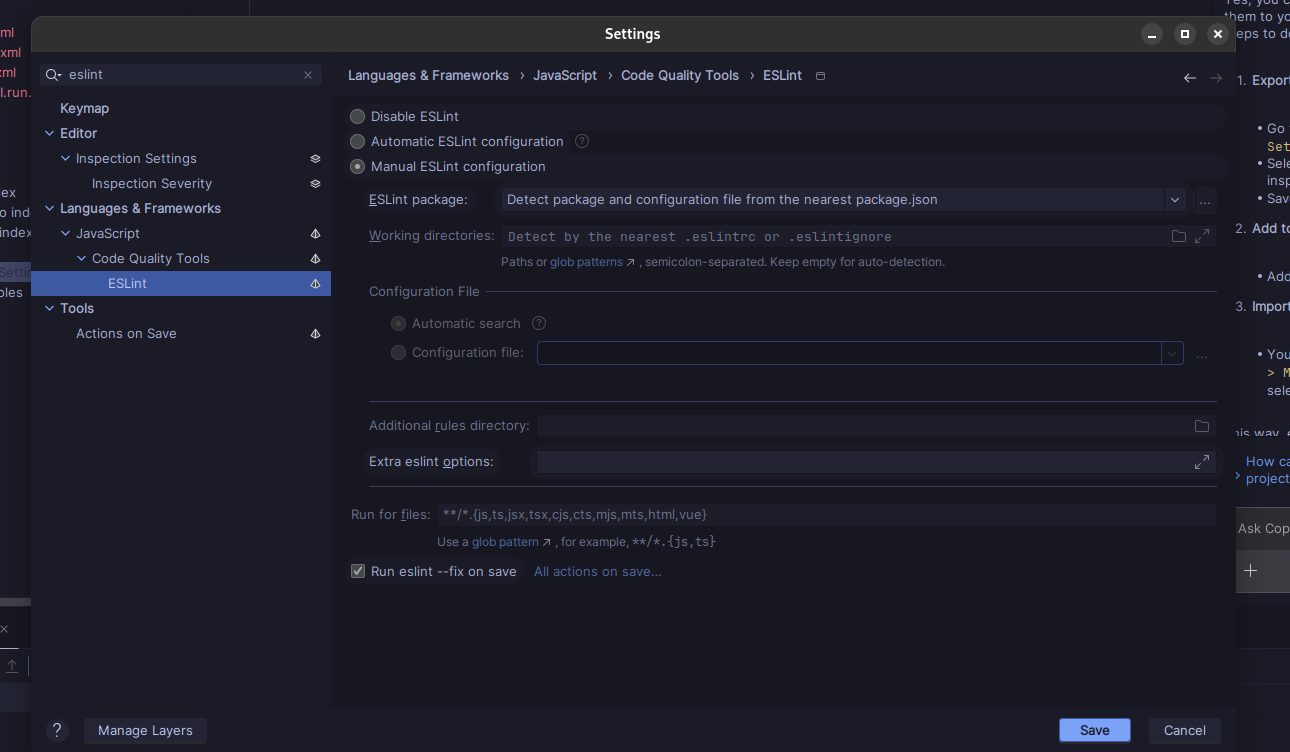 Settings
eslint
Keymap
Editor
Inspection Settings
Inspection Severity
Languages & Frameworks
JavaScript
Code Quality Tools
ESLint
Tools
Actions on Save
Languages & Frameworks › JavaScript › Code Quality Tools › ESLint
Disable ESLint
Automatic ESLint configuration ?
Manual ESLint configuration
ESLint package: Detect package and configuration file from the nearest package.json ...
Working directories: Detect by the nearest .eslintrc or .eslintignore
Paths or glob patterns ↗ , semicolon-separated. Keep empty for auto-detection.
Configuration File
Automatic search ?
Configuration file: ...
Additional rules directory:
Extra eslint options:
Run for files: **/*.{js,ts,jsx,tsx,cjs,cts,mjs,mts,html,vue}
Use a glob pattern ↗ , for example, **/*.{js,ts}
Run eslint --fix on save All actions on save...
? Manage Layers
Save Cancel
ml
xml
xml
l.run.
ex
o inde
index
Settin
oles
them to yo
eps to de
1. Export
• Go
Set
• Sele
insp
• Sav
2. Add to
• Add
3. Import
• You
> M
sele
his way, e
How ca
project
Ask Cop